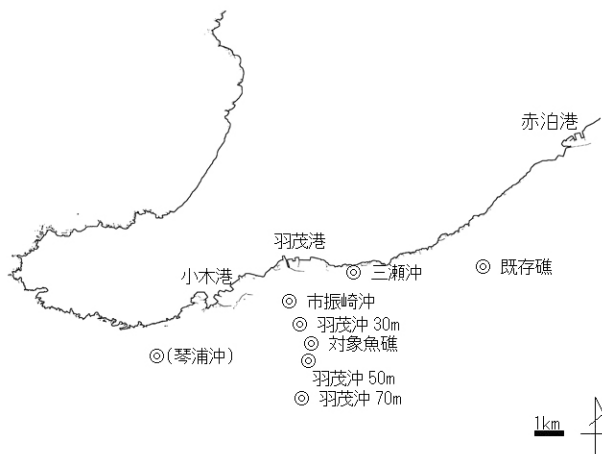 赤泊港
羽茂港
三瀬沖
既存礁
小木港
市振崎沖
羽茂沖 30m
対象魚礁
(琴浦沖)
羽茂沖 50m
羽茂沖 70m
1km
N